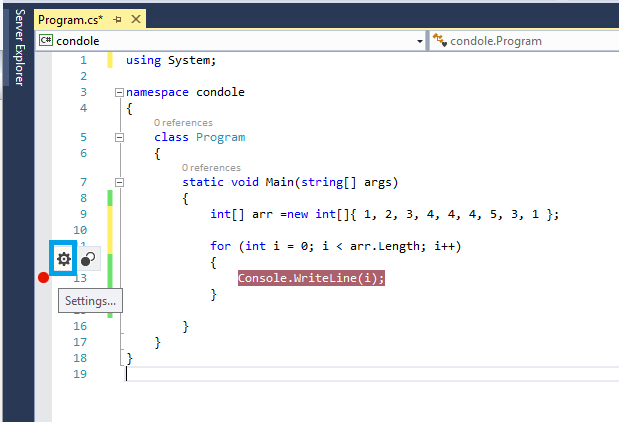 Server Explorer
Program.cs*
C# condole
condole.Program
1 using System;
2
3 namespace condole
4 {
0 references
5 class Program
6 {
0 references
7 static void Main(string[] args)
8 {
9 int[] arr =new int[]{ 1, 2, 3, 4, 4, 4, 5, 3, 1 };
10
for (int i = 0; i < arr.Length; i++)
{
13 Console.WriteLine(i);
}
Settings...
16 }
17 }
18 }
19